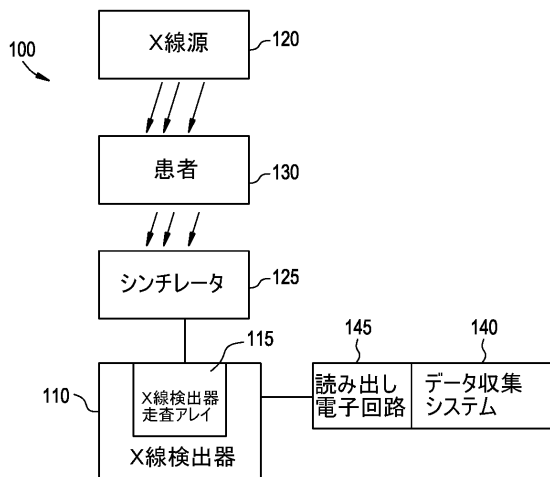 100
X線源
120
患者
130
シンチレータ
125
115
110
X線検出器
走査アレイ
X線検出器
145
140
読み出し
電子回路
データ収集
システム